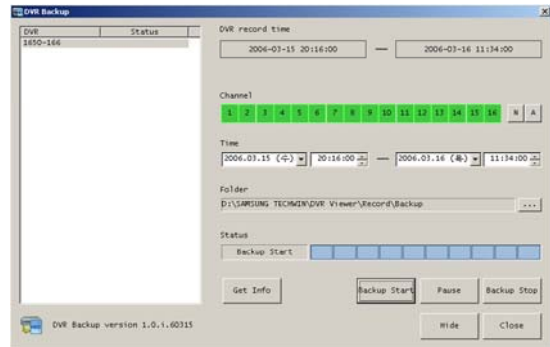 DVR Backup
DVR Status
1650-166
DVR record time
2006-03-15 20:16:00 — 2006-03-16 11:34:00
Channel
1 2 3 4 5 6 7 8 9 10 11 12 13 14 15 16 N A
Time
2006.03.15 (수) 20:16:00 — 2006.03.16 (목) 11:34:00
Folder
D:\SAMSUNG TECHWIN\DVR Viewer\Record\Backup ...
Status
Backup Start
Get Info Backup Start Pause Backup Stop
DVR Backup version 1.0.1.60315 Hide Close